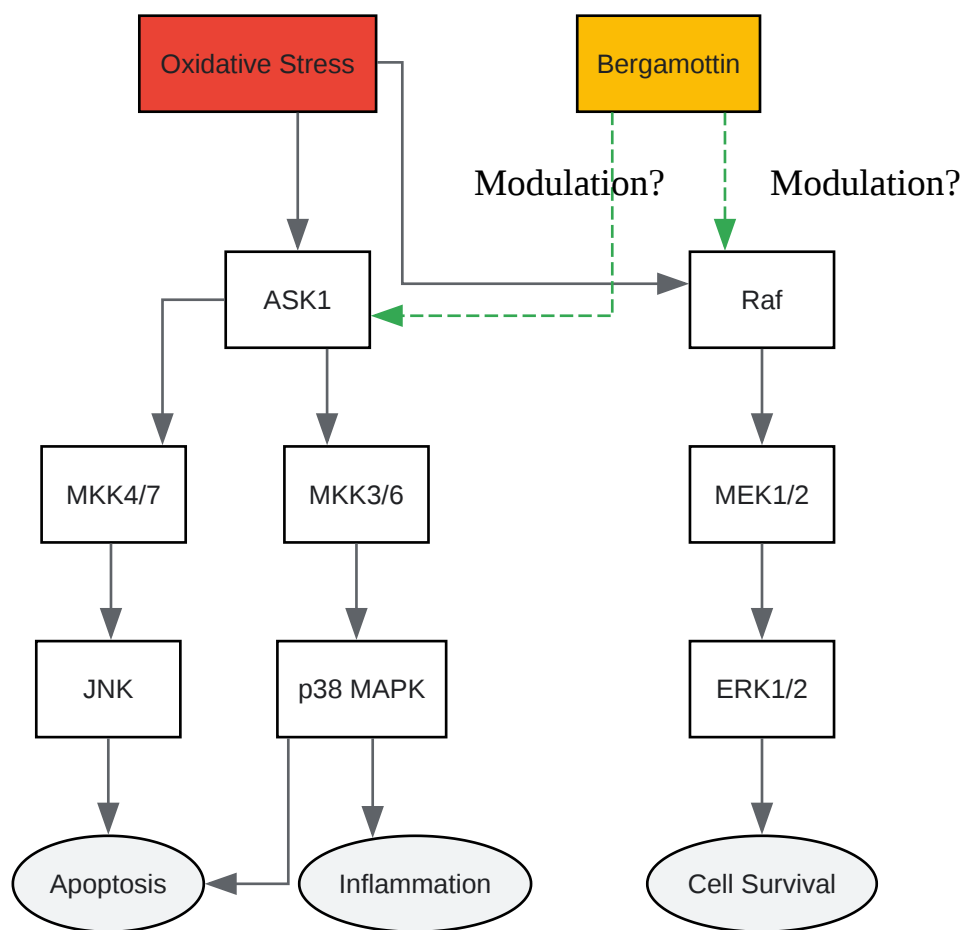 Oxidative Stress
Bergamottin
Modulation?
Modulation?
ASK1
Raf
MKK4/7
MKK3/6
MEK1/2
JNK
p38 MAPK
ERK1/2
Apoptosis
Inflammation
Cell Survival